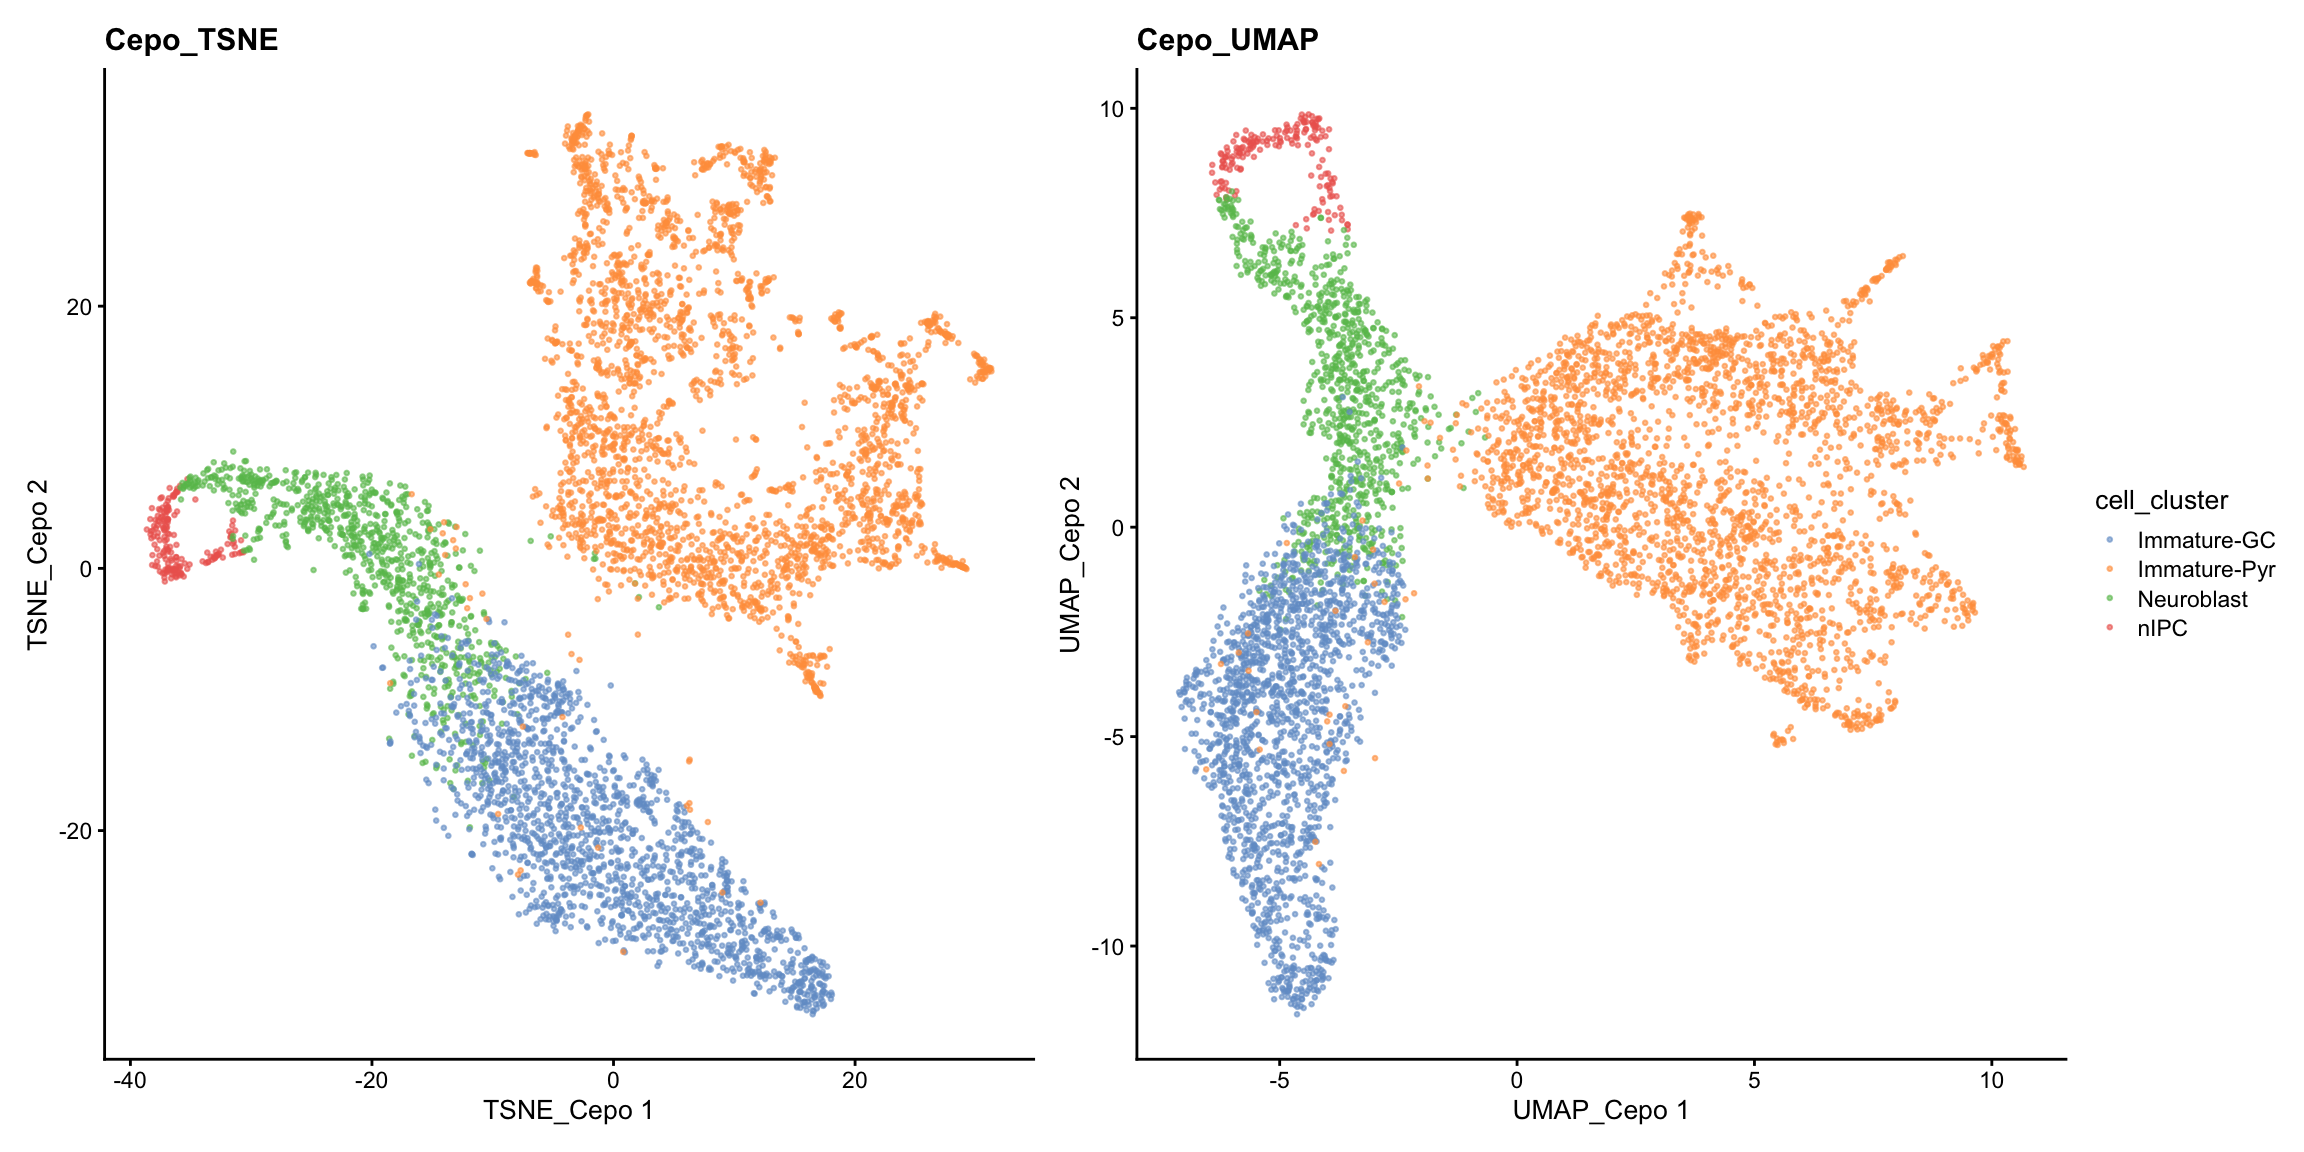 Cepo_TSNE
20
0
-20
TSNE_Cepo 2
-40
-20
0
20
TSNE_Cepo 1
Cepo_UMAP
10
5
0
-5
-10
UMAP_Cepo 2
-5
0
5
10
UMAP_Cepo 1
cell_cluster
Immature-GC
Immature-Pyr
Neuroblast
nIPC